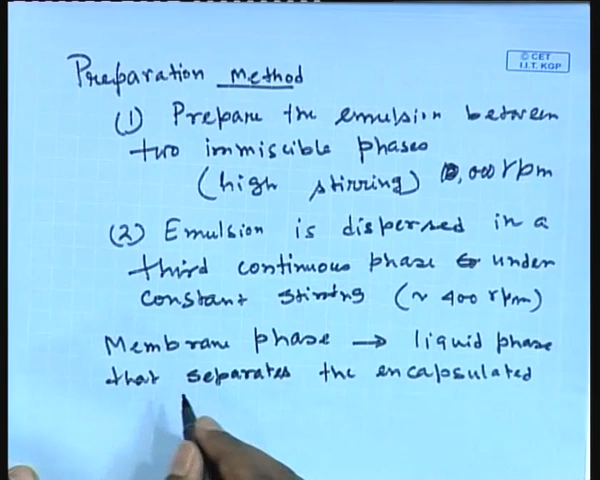 Preparation Method
© CET
I.I.T. KGP
(1) Prepare the emulsion between
two immiscible phases
(high stirring) ,000 rpm
(2) Emulsion is dispersed in a
third continuous phase under
constant stirring (~ 400 rpm)
Membrane phase → liquid phase
that separates the encapsulated